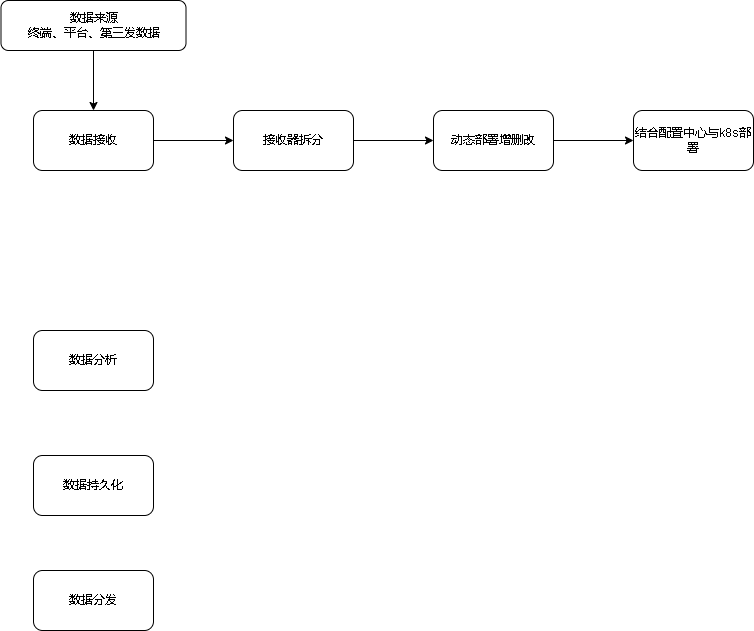 数据来源
终端、平台、第三发数据
数据接收
接收器拆分
动态部署增删改
结合配置中心与k8s部
署
数据分析
数据持久化
数据分发